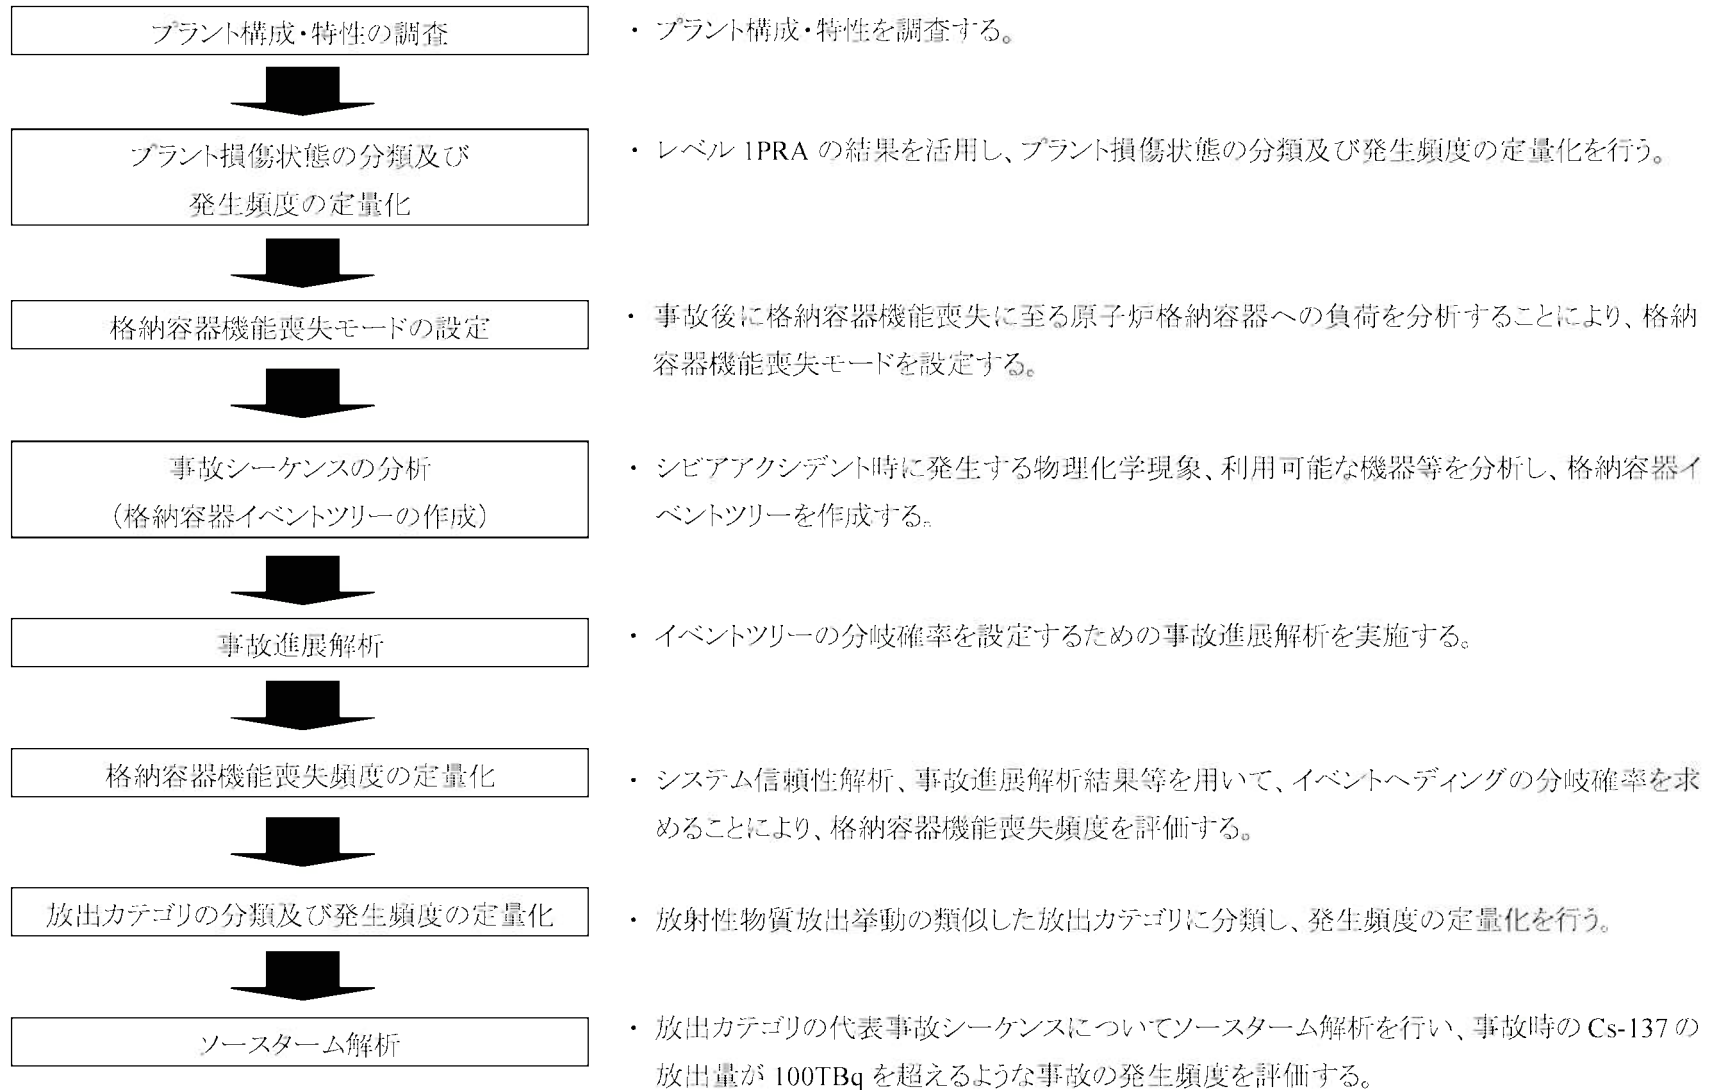 プラント構成・特性の調査
・ プラント構成・特性を調査する。
プラント損傷状態の分類及び
発生頻度の定量化
・ レベル 1PRA の結果を活用し、プラント損傷状態の分類及び発生頻度の定量化を行う。
格納容器機能喪失モードの設定
・ 事故後に格納容器機能喪失に至る原子炉格納容器への負荷を分析することにより、格納
容器機能喪失モードを設定する。
事故シーケンスの分析
（格納容器イベントツリーの作成）
・ シビアアクシデント時に発生する物理化学現象、利用可能な機器等を分析し、格納容器イ
ベントツリーを作成する。
事故進展解析
・ イベントツリーの分岐確率を設定するための事故進展解析を実施する。
格納容器機能喪失頻度の定量化
・ システム信頼性解析、事故進展解析結果等を用いて、イベントヘディングの分岐確率を求
めることにより、格納容器機能喪失頻度を評価する。
放出カテゴリの分類及び発生頻度の定量化
・ 放射性物質放出挙動の類似した放出カテゴリに分類し、発生頻度の定量化を行う。
ソースターム解析
・ 放出カテゴリの代表事故シーケンスについてソースターム解析を行い、事故時の Cs-137 の
放出量が 100TBq を超えるような事故の発生頻度を評価する。